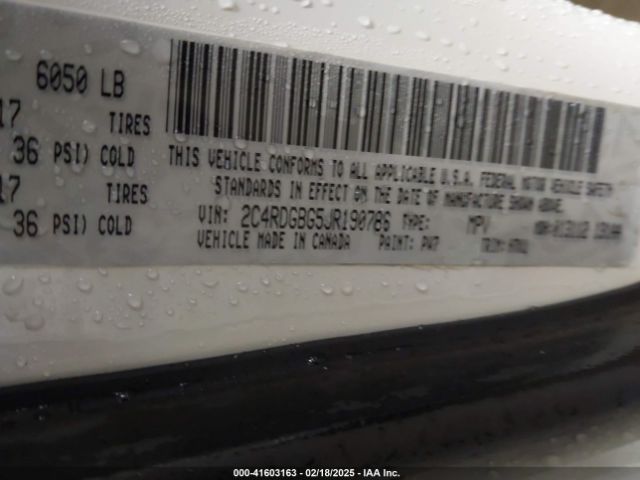 6050 LB
17 TIRES
36 PSI) COLD
17 TIRES
36 PSI) COLD
THIS VEHICLE CONFORMS TO ALL APPLICABLE U.S.A. FEDERAL MOTOR VEHICLE SAFETY
STANDARDS IN EFFECT ON THE DATE OF MANUFACTURE SHOWN ABOVE.
VIN: 2C4RDGBG5JR190786 TYPE: MPV
VEHICLE MADE IN CANADA PAINT: PW7 TRIM:
000-41603163 - 02/18/2025 - IAA Inc.